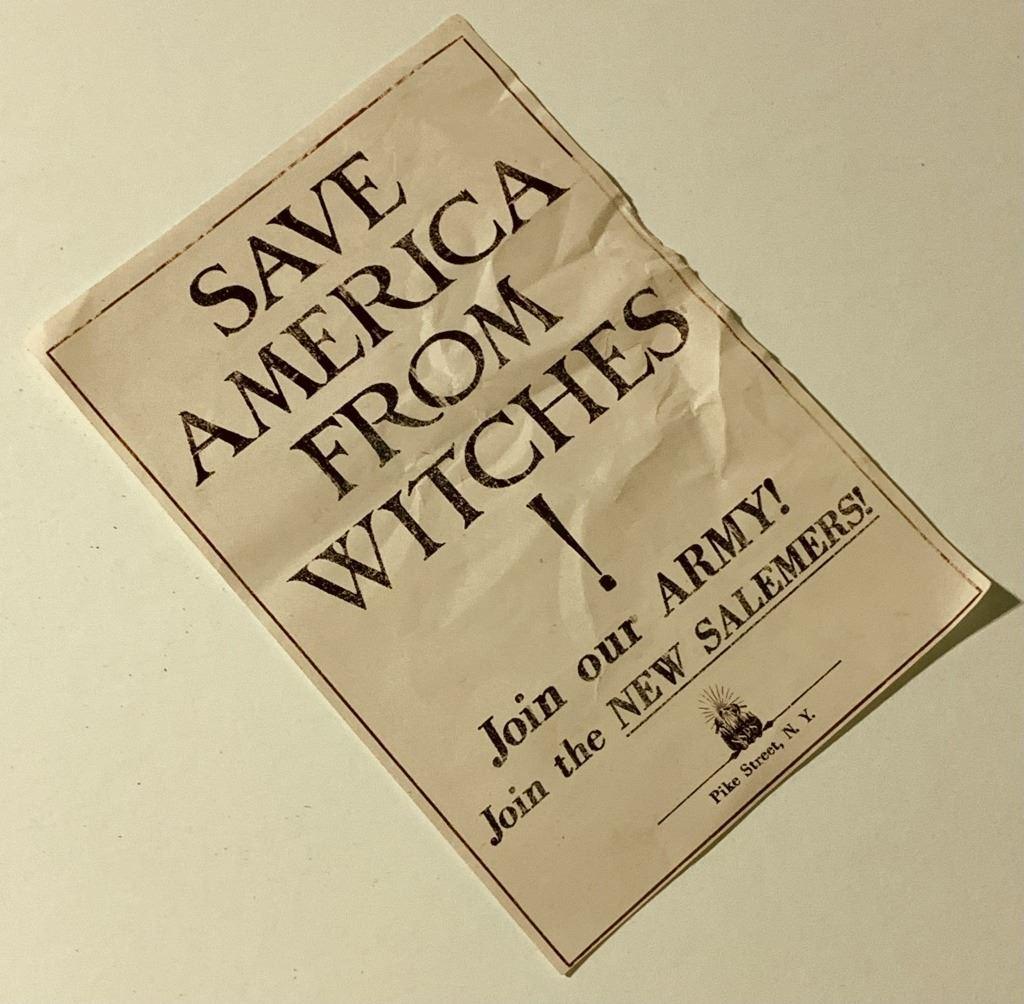 SAVE
AMERICA
FROM
WITCHES
!
Join our ARMY!
Join the NEW SALEMERS!
Pike Street, N. Y.